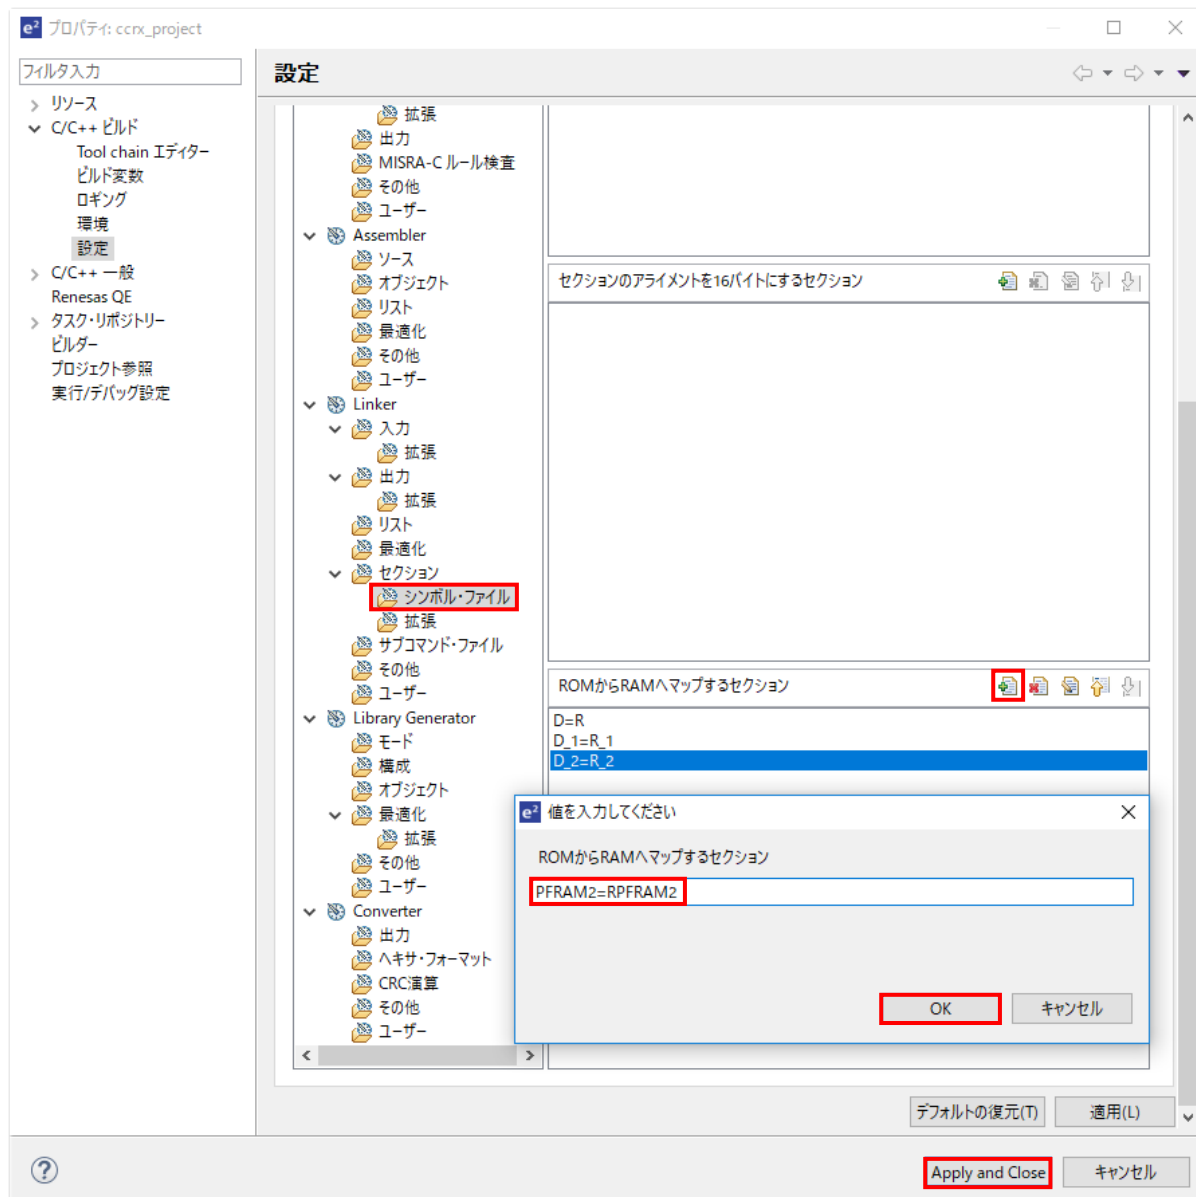 e² プロパティ: ccrx_project
フィルタ入力
リソース
C/C++ ビルド
Tool chain エディター
ビルド変数
ロギング
環境
設定
C/C++ 一般
Renesas QE
タスク・リポジトリー
ビルダー
プロジェクト参照
実行/デバッグ設定
設定
拡張
出力
MISRA-C ルール検査
その他
ユーザー
Assembler
ソース
オブジェクト
リスト
最適化
その他
ユーザー
Linker
入力
拡張
出力
拡張
リスト
最適化
セクション
シンボル・ファイル
拡張
サブコマンド・ファイル
その他
ユーザー
Library Generator
モード
構成
オブジェクト
最適化
拡張
その他
ユーザー
Converter
出力
ヘキサ・フォーマット
CRC演算
その他
ユーザー
セクションのアライメントを16バイトにするセクション
ROMからRAMへマップするセクション
D=R
D_1=R_1
D_2=R_2
e² 値を入力してください
ROMからRAMへマップするセクション
PFRAM2=RPFRAM2
OK
キャンセル
デフォルトの復元(T)
適用(L)
Apply and Close
キャンセル